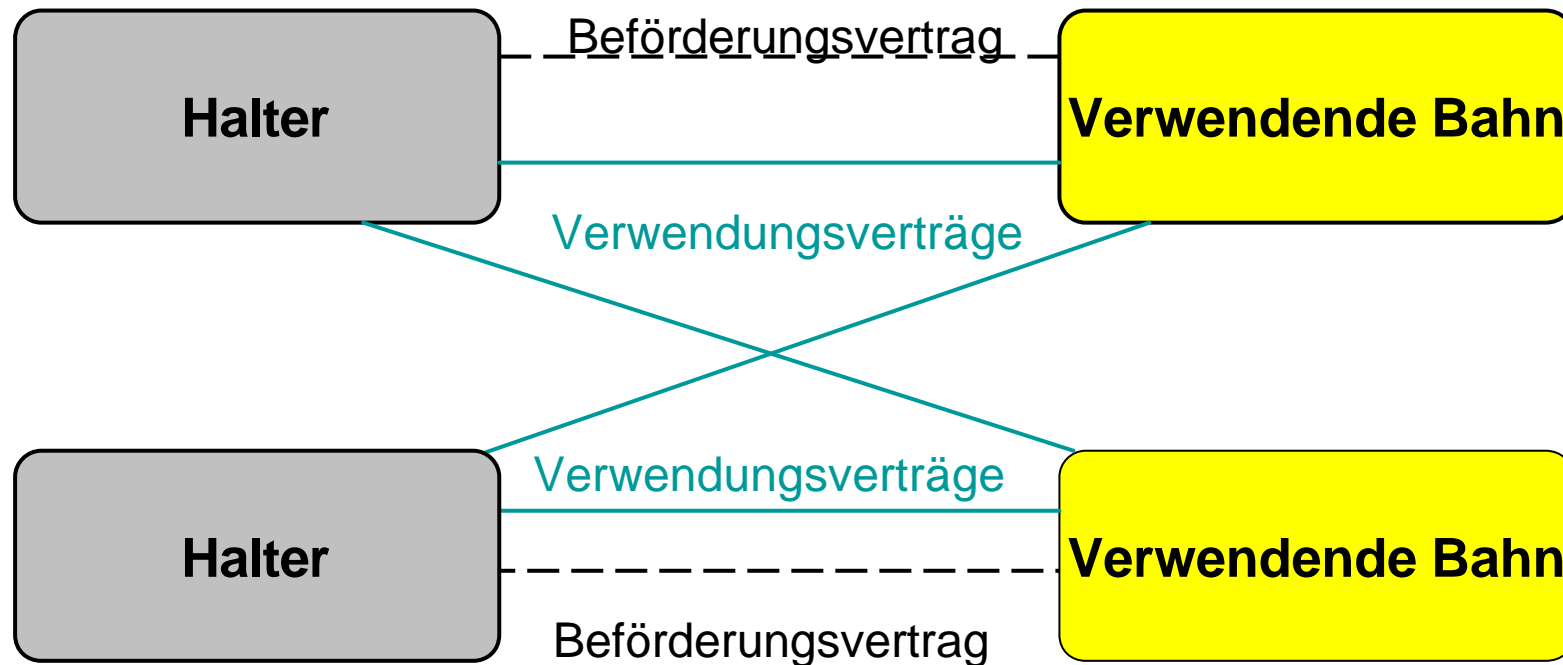 Beförderungsvertrag
Halter
Verwendende Bahn
Verwendungsverträge
Verwendungsverträge
Halter
Verwendende Bahn
Beförderungsvertrag